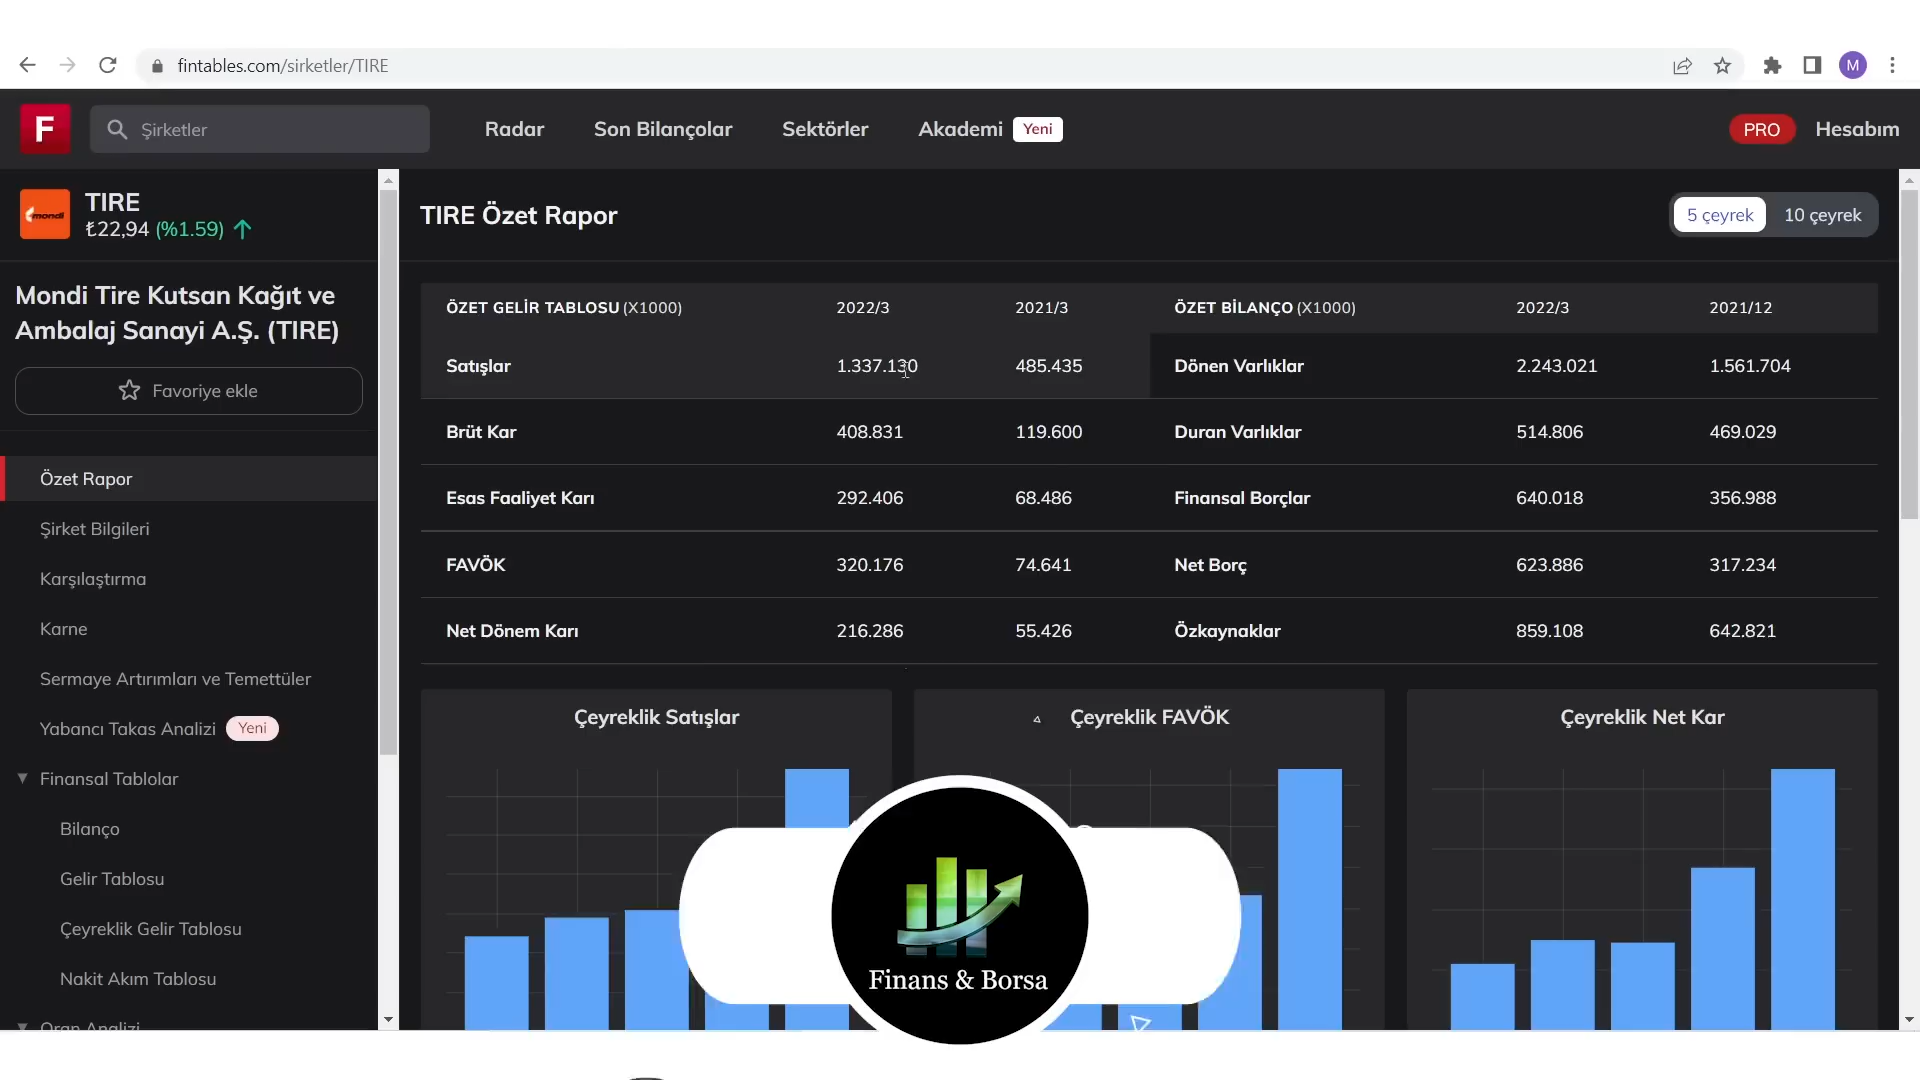 fintables.com/sirketler/TIRE
M
F
Şirketler
Radar
Son Bilançolar
Sektörler
Akademi
Yeni
PRO
Hesabım
mondi
TIRE
₺22,94 (%1.59)
Mondi Tire Kutsan Kağıt ve
Ambalaj Sanayi A.Ş. (TIRE)
Favoriye ekle
Özet Rapor
Şirket Bilgileri
Karşılaştırma
Karne
Sermaye Artırımları ve Temettüler
Yabancı Takas Analizi Yeni
Finansal Tablolar
Bilanço
Gelir Tablosu
Çeyreklik Gelir Tablosu
Nakit Akım Tablosu
Oran Analizi
TIRE Özet Rapor
5 çeyrek
10 çeyrek
ÖZET GELİR TABLOSU (X1000) 2022/3 2021/3 ÖZET BİLANÇO (X1000) 2022/3 2021/12
Satışlar 1.337.130 485.435 Dönen Varlıklar 2.243.021 1.561.704
Brüt Kar 408.831 119.600 Duran Varlıklar 514.806 469.029
Esas Faaliyet Karı 292.406 68.486 Finansal Borçlar 640.018 356.988
FAVÖK 320.176 74.641 Net Borç 623.886 317.234
Net Dönem Karı 216.286 55.426 Özkaynaklar 859.108 642.821
Çeyreklik Satışlar
Çeyreklik FAVÖK
Çeyreklik Net Kar
Finans & Borsa